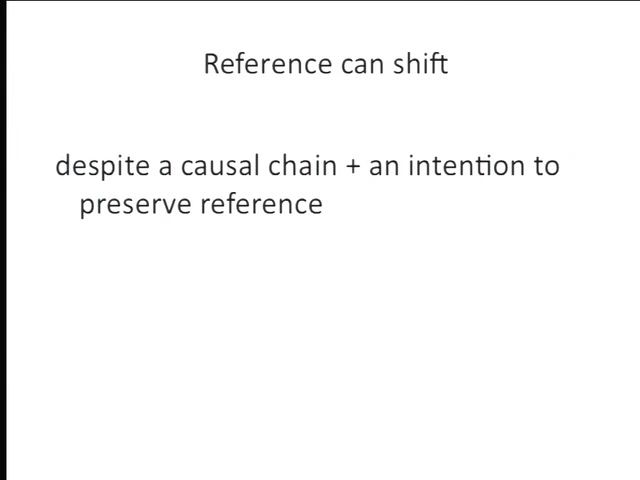 Reference can shift
despite a causal chain + an intention to
preserve reference